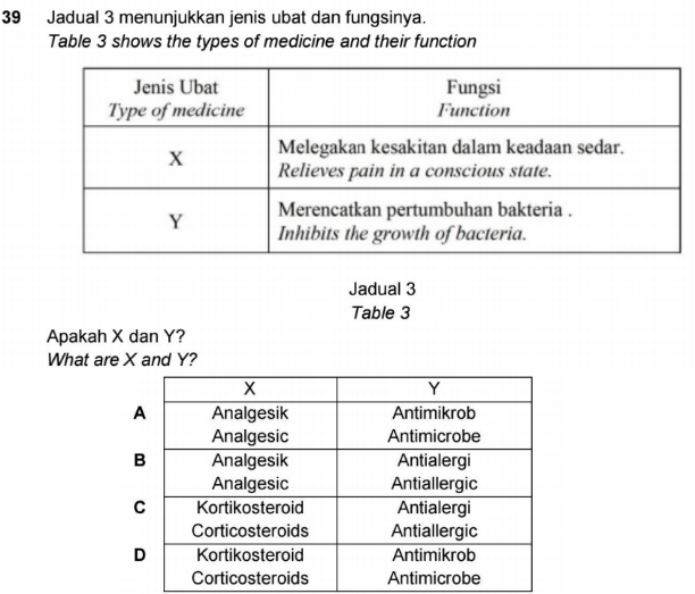 39 Jadual 3 menunjukkan jenis ubat dan fungsinya.
Table 3 shows the types of medicine and their function
Jenis Ubat Fungsi
Type of medicine Function
X Melegakan kesakitan dalam keadaan sedar.
Relieves pain in a conscious state.
Y Merencatkan pertumbuhan bakteria .
Inhibits the growth of bacteria.
Jadual 3
Table 3
Apakah X dan Y?
What are X and Y?
X Y
A Analgesik Antimikrob
Analgesic Antimicrobe
B Analgesik Antialergi
Analgesic Antiallergic
C Kortikosteroid Antialergi
Corticosteroids Antiallergic
D Kortikosteroid Antimikrob
Corticosteroids Antimicrobe